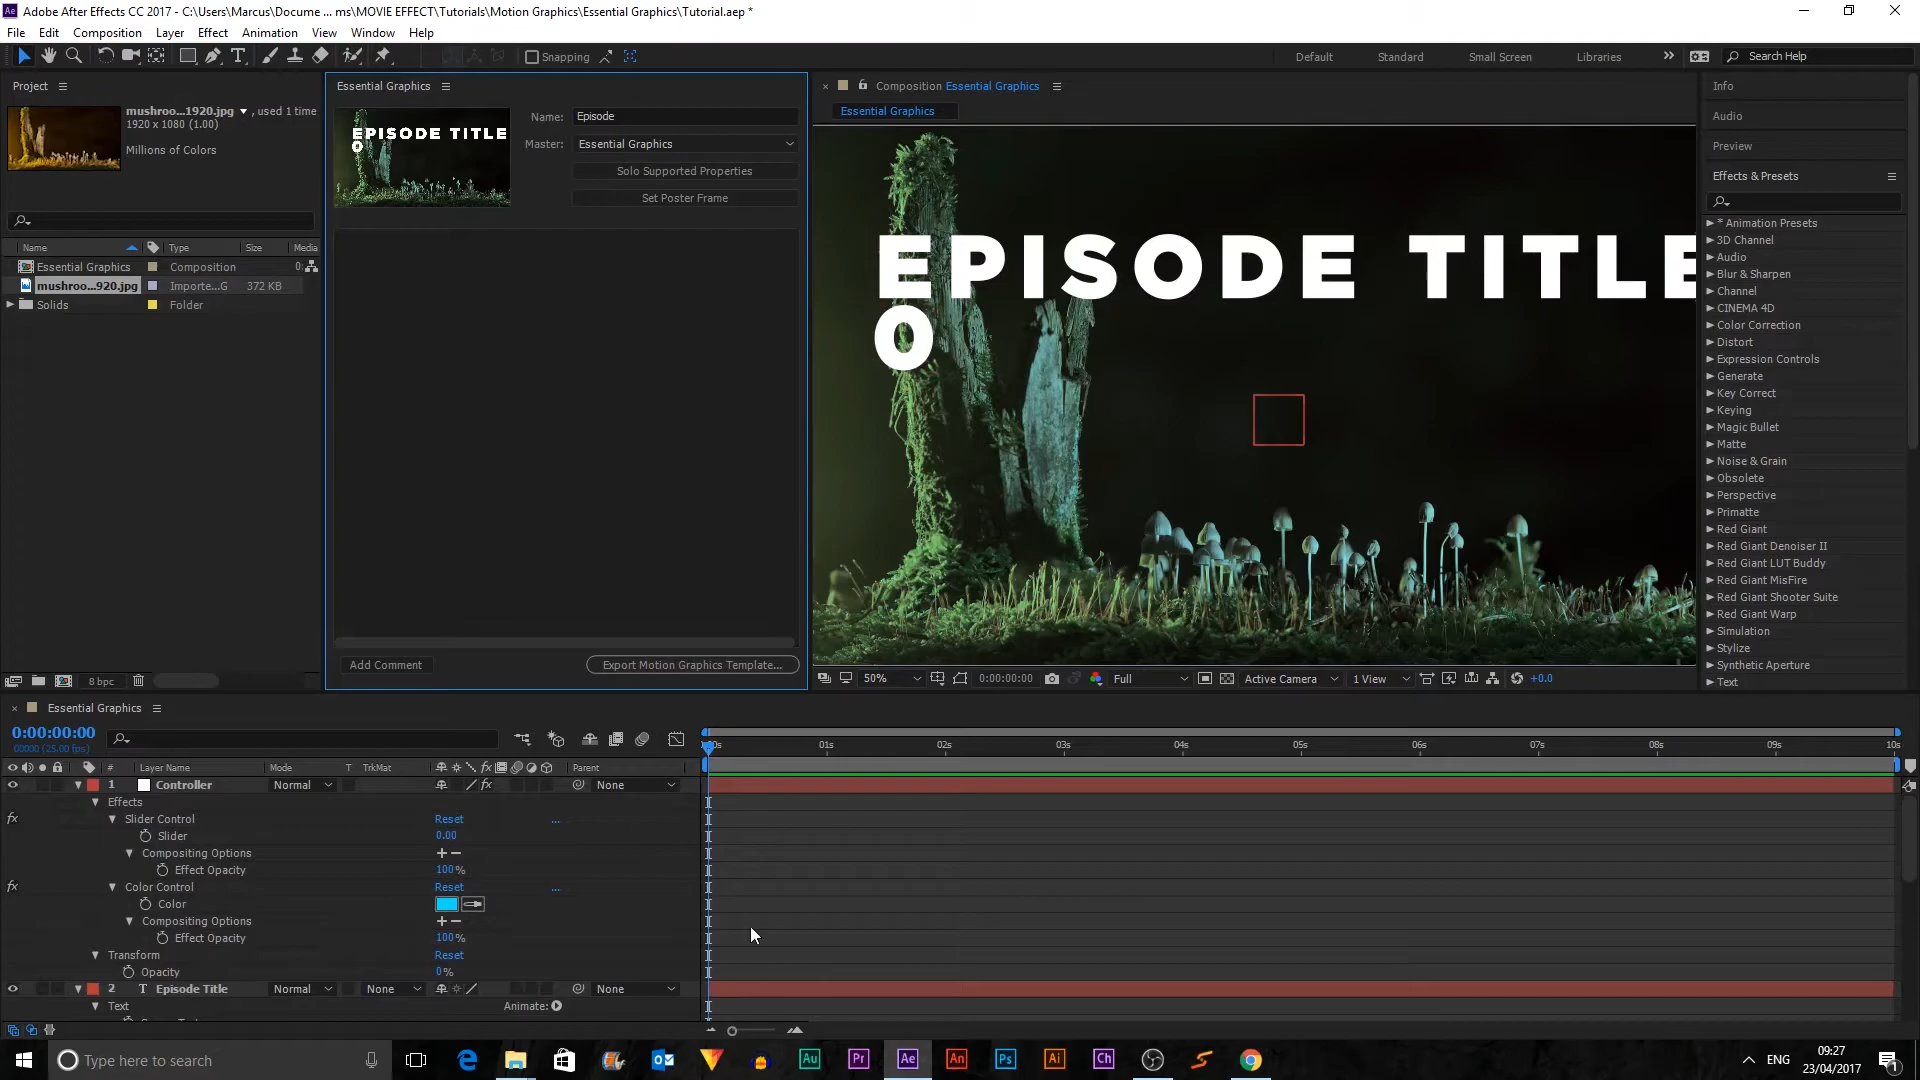 Adobe After Effects CC 2017 - C:\Users\Marcus\Docume ... ms\MOVIE EFFECT\Tutorials\Motion Graphics\Essential Graphics\Tutorial.aep *
File Edit Composition Layer Effect Animation View Window Help
Snapping Default Standard Small Screen Libraries Search Help
Project
mushroo...1920.jpg , used 1 time
1920 x 1080 (1.00)
Millions of Colors
Name Type Size Media
Essential Graphics Composition 0:
mushroo...920.jpg Importe...G 372 KB
Solids Folder
8 bpc
Essential Graphics
EPISODE TITLE
0
Name: Episode
Master: Essential Graphics
Solo Supported Properties
Set Poster Frame
Add Comment Export Motion Graphics Template...
Composition Essential Graphics
Essential Graphics
EPISODE TITLE
0
50% 0:00:00:00 Full Active Camera 1 View +0.0
Info
Audio
Preview
Effects & Presets
* Animation Presets
3D Channel
Audio
Blur & Sharpen
Channel
CINEMA 4D
Color Correction
Distort
Expression Controls
Generate
Key Correct
Keying
Magic Bullet
Matte
Noise & Grain
Obsolete
Perspective
Primatte
Red Giant
Red Giant Denoiser II
Red Giant LUT Buddy
Red Giant MisFire
Red Giant Shooter Suite
Red Giant Warp
Simulation
Stylize
Synthetic Aperture
Text
Essential Graphics
0:00:00:00
00000 (25.00 fps)
01s 02s 03s 04s 05s 06s 07s 08s 09s 10s
# Layer Name Mode T TrkMat Parent
1 Controller Normal None
Effects
Slider Control Reset ...
Slider 0.00
Compositing Options + −
Effect Opacity 100%
Color Control Reset ...
Color
Compositing Options + −
Effect Opacity 100%
Transform Reset
Opacity 0%
2 T Episode Title Normal None None
Text Animate:
Type here to search
Au Pr Ae An Ps Ai Ch
ENG
09:27
23/04/2017
1